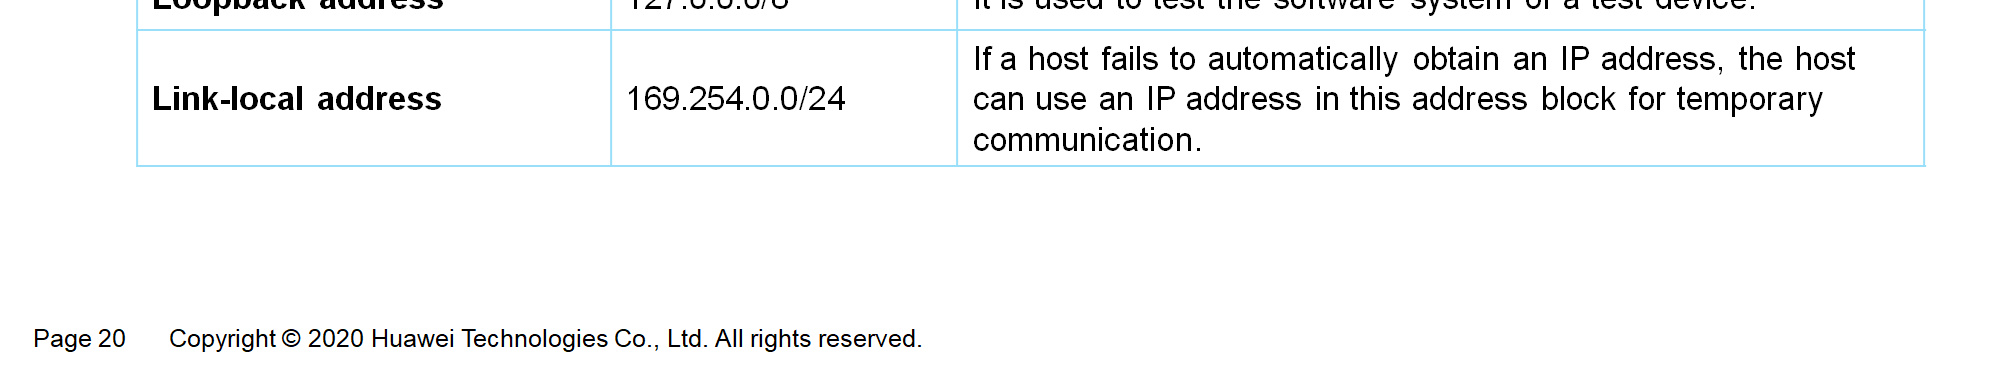 Loopback address 127.0.0.0/8 It is used to test the software system of a test device.
If a host fails to automatically obtain an IP address, the host
Link-local address 169.254.0.0/24 can use an IP address in this address block for temporary
communication.
Page 20 Copyright © 2020 Huawei Technologies Co., Ltd. All rights reserved.